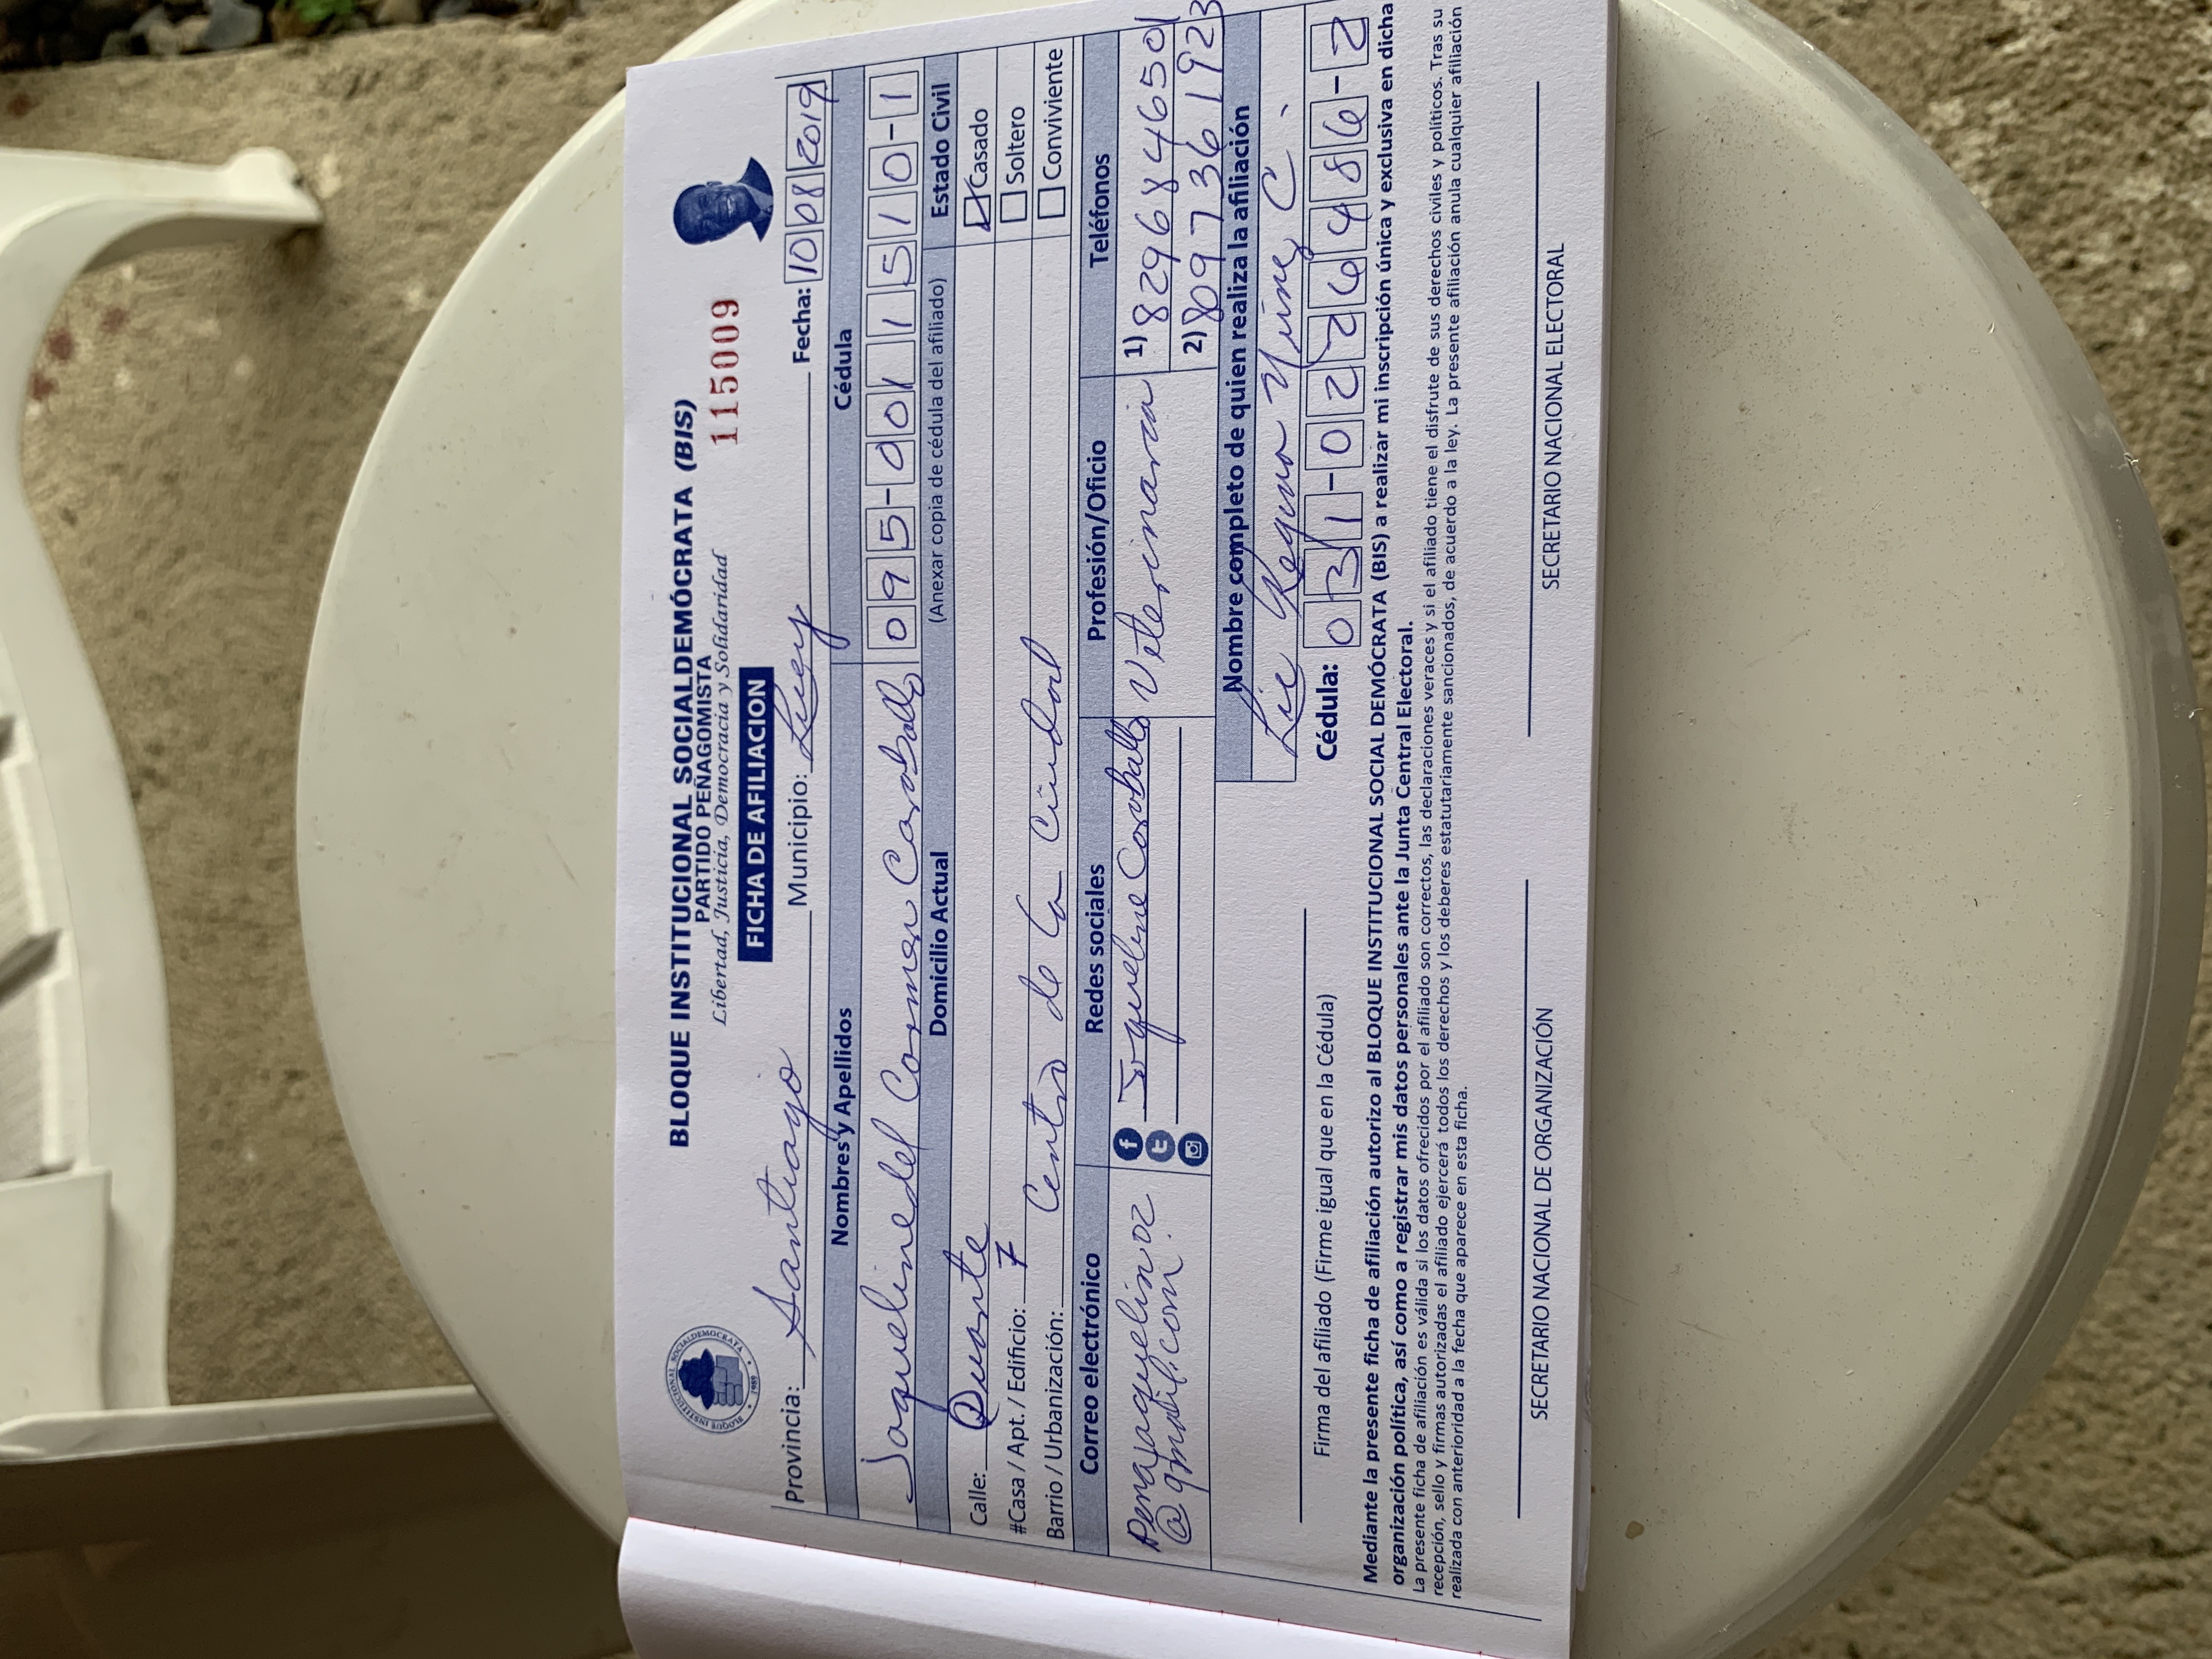 BLOQUE INSTITUCIONAL SOCIALDEMÓCRATA (BIS)
PARTIDO PEÑAGOMISTA
Libertad, Justicia, Democracia y Solidaridad
115009
FICHA DE AFILIACION
Provincia: Santiago Municipio: Licey Fecha: 10 08 2019
Nombres y Apellidos Cédula
Jaquelinedel Carmen Caraballo 095-0011510-1
Domicilio Actual (Anexar copia de cédula del afiliado) Estado Civil
Calle: Duarte Casado
#Casa / Apt. / Edificio: 7 Soltero
Barrio / Urbanización: Centro de la Ciudad Conviviente
Correo electrónico Redes sociales Profesión/Oficio Teléfonos
Penajaquelin02 Joqueline Coraballo Veterinaria 1) 8296846501
@gmail.com 2) 8097361923
Nombre completo de quien realiza la afiliación
Lic C.
Cédula: 031-0226486-2
Firma del afiliado (Firme igual que en la Cédula)
Mediante la presente ficha de afiliación autorizo al BLOQUE INSTITUCIONAL SOCIAL DEMÓCRATA (BIS) a realizar mi inscripción única y exclusiva en dicha
organización política, así como a registrar mis datos personales ante la Junta Central Electoral.
La presente ficha de afiliación es válida si los datos ofrecidos por el afiliado son correctos, las declaraciones veraces y si el afiliado tiene el disfrute de sus derechos civiles y políticos. Tras su
recepción, sello y firmas autorizadas el afiliado ejercerá todos los derechos y los deberes estatutariamente sancionados, de acuerdo a la ley. La presente afiliación anula cualquier afiliación
realizada con anterioridad a la fecha que aparece en esta ficha.
SECRETARIO NACIONAL DE ORGANIZACIÓN SECRETARIO NACIONAL ELECTORAL